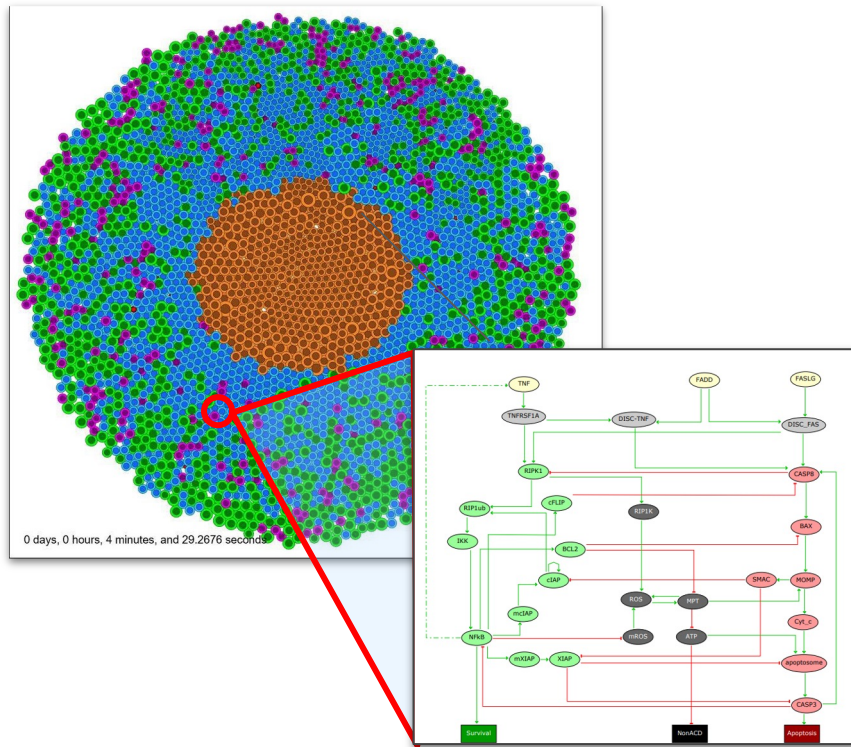 0 days, 0 hours, 4 minutes, and 29.2676 seconds
TNF
FADD
FASLG
TNFRSF1A
DISC-TNF
DISC_FAS
RIPK1
CASP8
cFLIP
RIP1ub
RIP1K
BAX
IKK
BCL2
cIAP
SMAC
MOMP
ROS
MPT
mcIAP
Cyt_c
NFkB
mROS
ATP
mXIAP
XIAP
apoptosome
CASP3
Survival
NonACD
Apoptosis